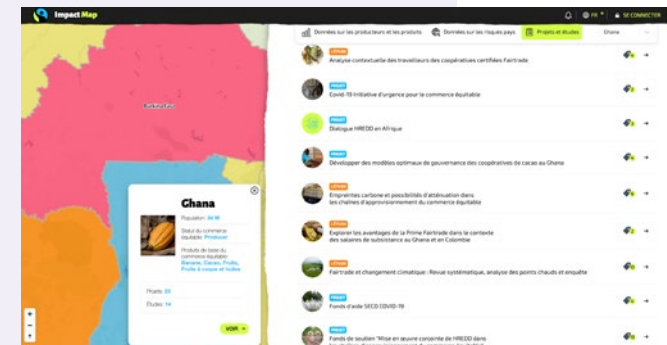 Impact Map
FR
SE CONNECTER
Données sur les producteurs et les produits
Données sur les risques pays
Projets et études
Ghana
Burkina Faso
Ghana
Population: 34 M
Statut du commerce
équitable: Producer
Produits de base du
commerce équitable:
Banane, Cacao, Fruits,
Fruits à coque et huiles
Projets: 23
Études: 14
VOIR
L'ÉTUDE
Analyse contextuelle des travailleurs des coopératives certifiées Fairtrade
PROJET
Covid-19 Initiative d'urgence pour le commerce équitable
PROJET
Dialogue HREDD en Afrique
PROJET
Développer des modèles optimaux de gouvernance des coopératives de cacao au Ghana
L'ÉTUDE
Empreintes carbone et possibilités d'atténuation dans
les chaînes d'approvisionnement du commerce équitable
L'ÉTUDE
Explorer les avantages de la Prime Fairtrade dans le contexte
des salaires de subsistance au Ghana et en Colombie
L'ÉTUDE
Fairtrade et changement climatique : Revue systématique, analyse des points chauds et enquête
PROJET
Fonds d'aide SECO COVID-19
PROJET
Fonds de soutien "Mise en œuvre conjointe de HREDD dans